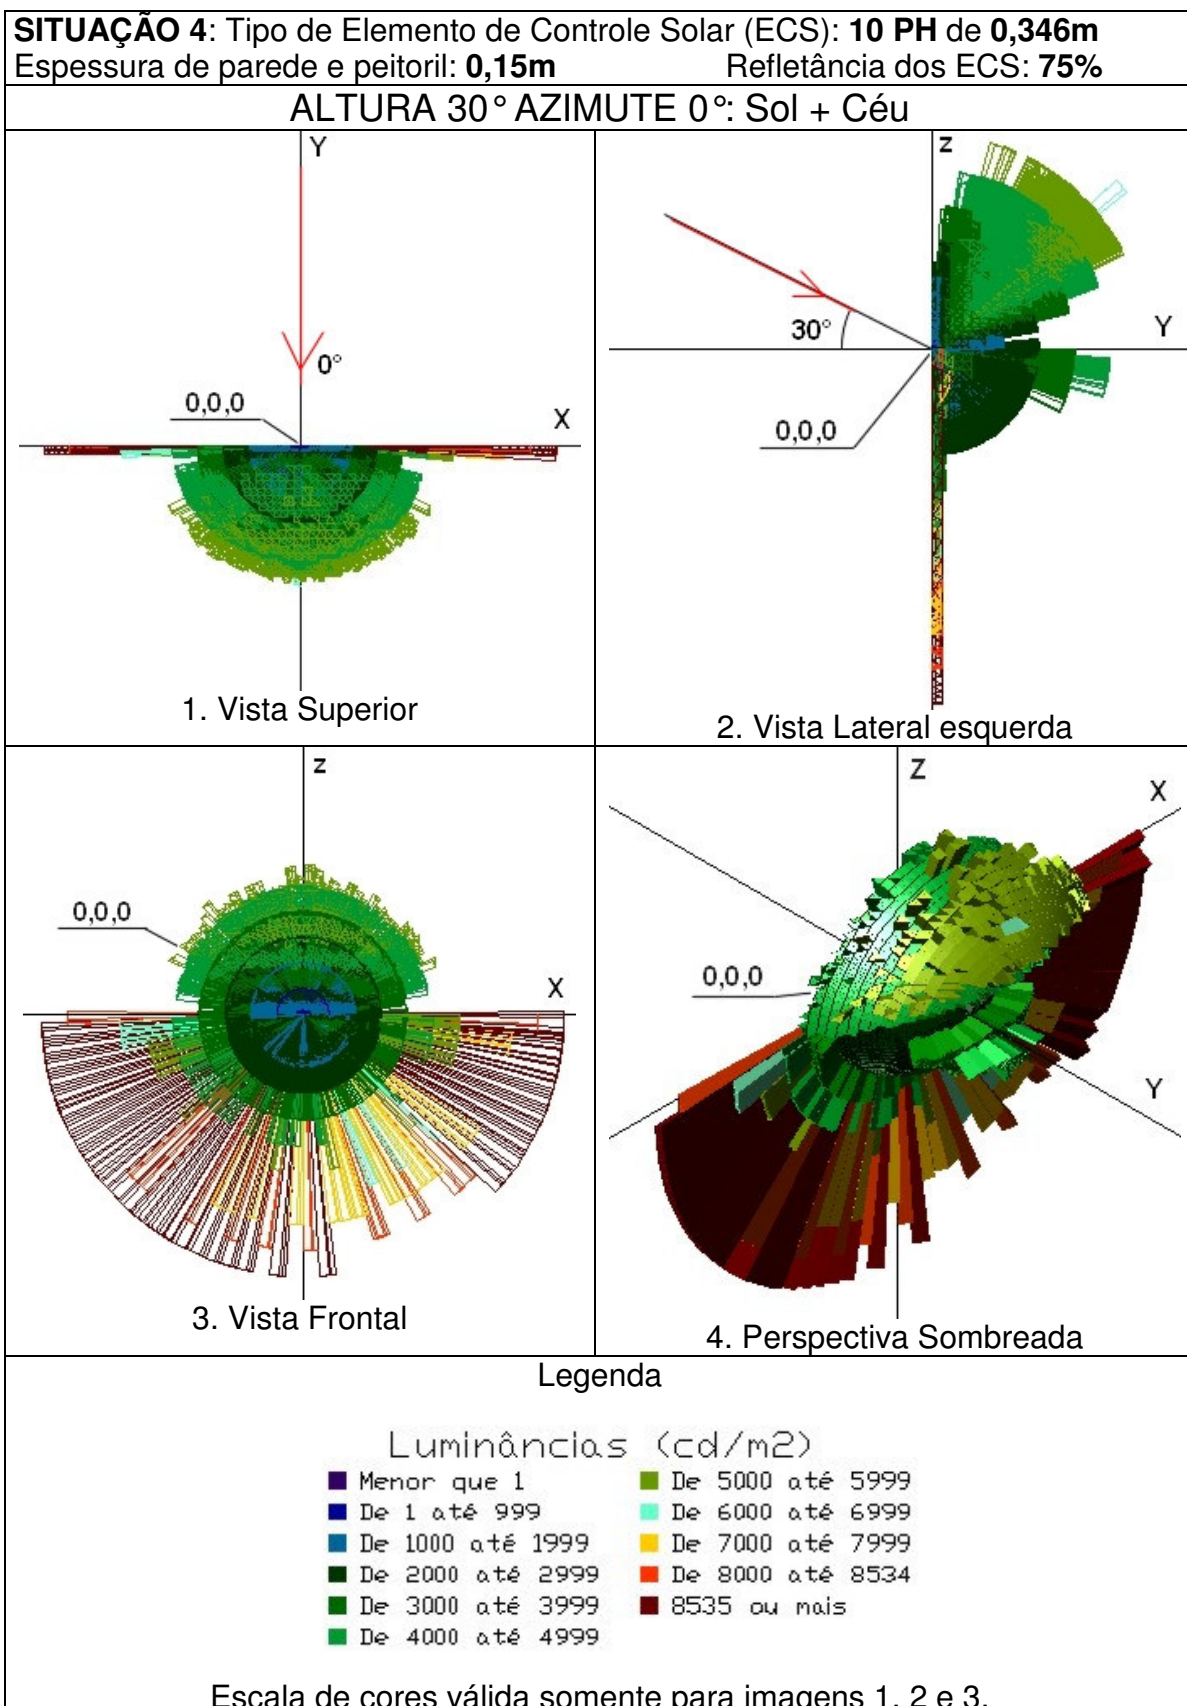 SITUAÇÃO 4: Tipo de Elemento de Controle Solar (ECS): 10 PH de 0,346m
Espessura de parede e peitoril: 0,15m Refletância dos ECS: 75%
ALTURA 30° AZIMUTE 0°: Sol + Céu
Y
0°
0,0,0
X
1. Vista Superior
z
30°
Y
0,0,0
2. Vista Lateral esquerda
z
0,0,0
X
3. Vista Frontal
Z
X
0,0,0
Y
4. Perspectiva Sombreada
Legenda
Luminâncias (cd/m2)
Menor que 1
De 1 até 999
De 1000 até 1999
De 2000 até 2999
De 3000 até 3999
De 4000 até 4999
De 5000 até 5999
De 6000 até 6999
De 7000 até 7999
De 8000 até 8534
8535 ou mais
Escala de cores válida somente para imagens 1, 2 e 3.